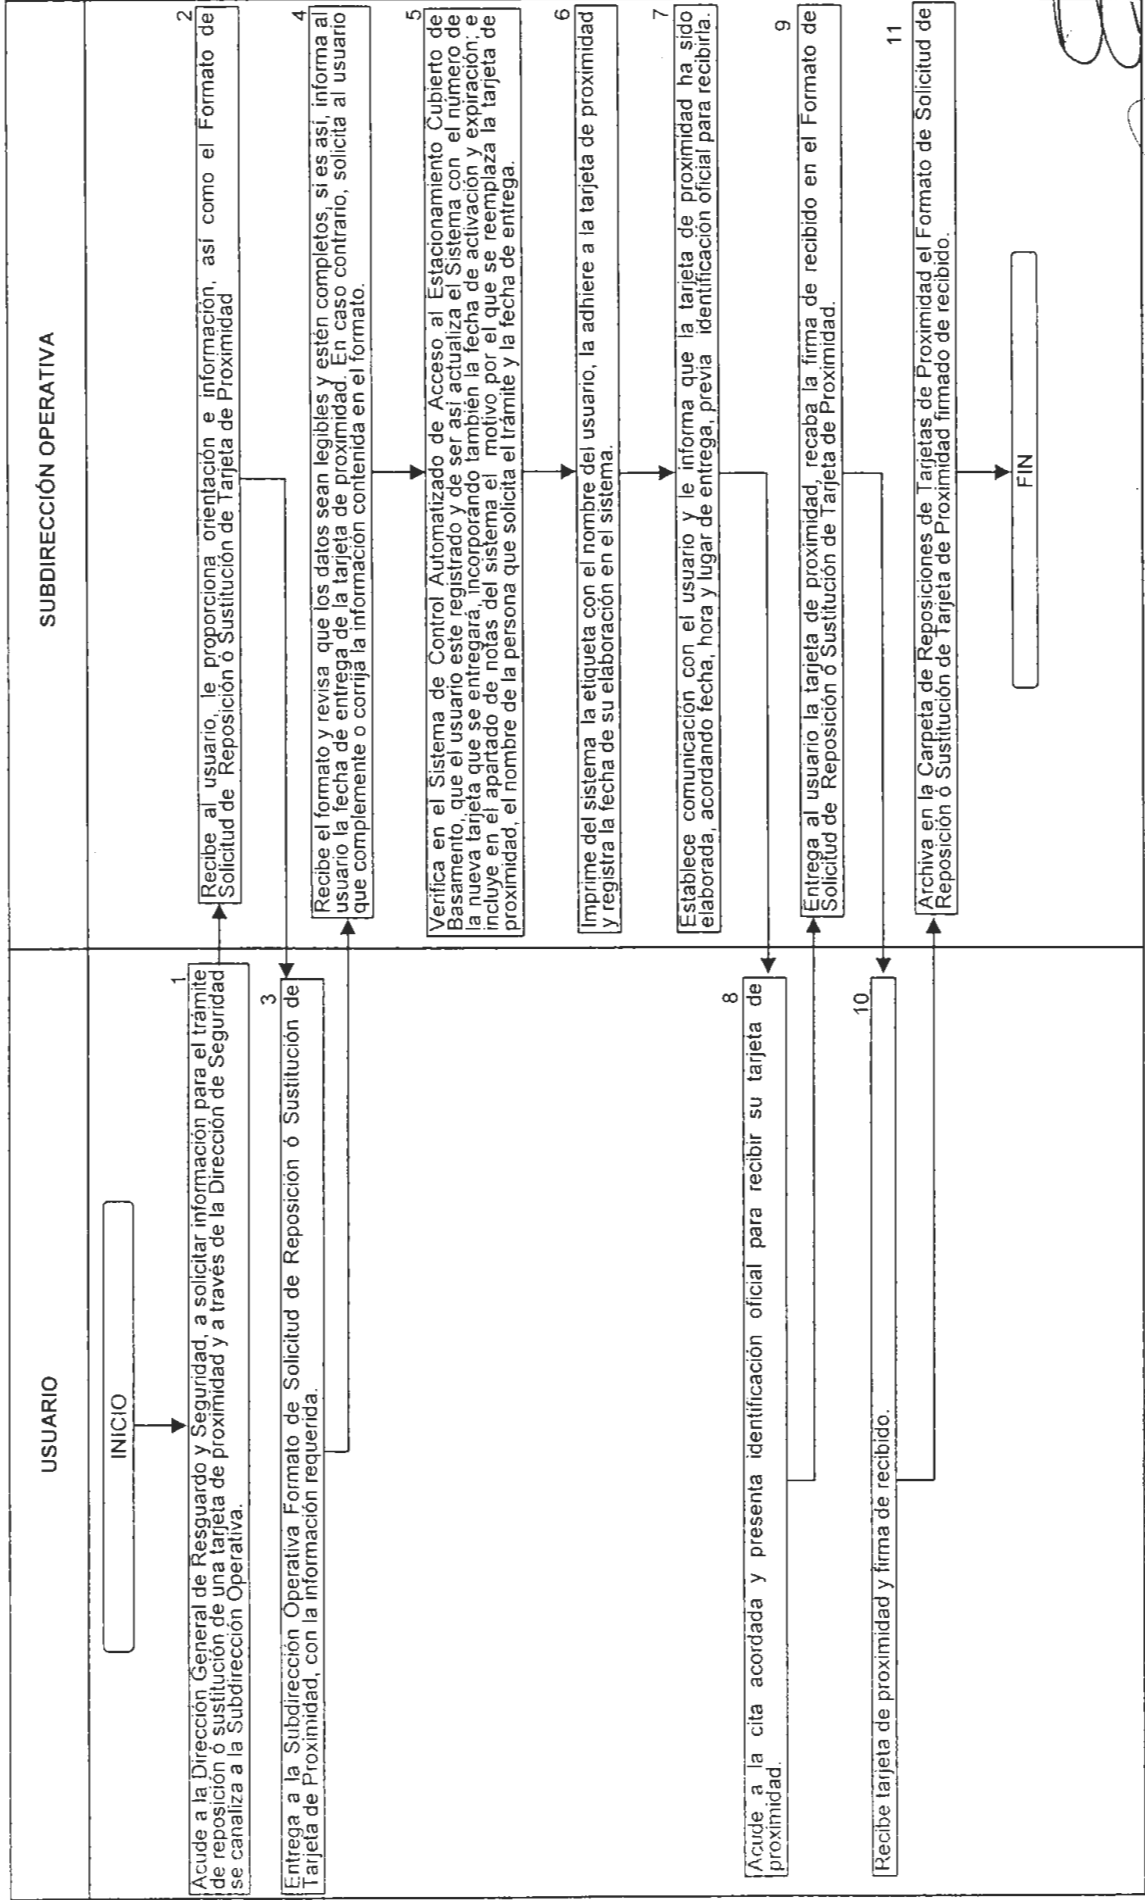 USUARIO
SUBDIRECCIÓN OPERATIVA
INICIO
1
Acude a la Dirección General de Resguardo y Seguridad, a solicitar información para el trámite
de reposición ó sustitución de una tarjeta de proximidad y a través de la Dirección de Seguridad
se canaliza a la Subdirección Operativa.
2
Recibe al usuario, le proporciona orientación e información, así como el Formato de
Solicitud de Reposición ó Sustitución de Tarjeta de Proximidad
3
Entrega a la Subdirección Operativa Formato de Solicitud de Reposición ó Sustitución de
Tarjeta de Proximidad, con la información requerida.
4
Recibe el formato y revisa que los datos sean legibles y estén completos, si es así, informa al
usuario la fecha de entrega de la tarjeta de proximidad. En caso contrario, solicita al usuario
que complemente o corrija la información contenida en el formato.
5
Verifica en el Sistema de Control Automatizado de Acceso al Estacionamiento Cubierto de
Basamento, que el usuario este registrado y de ser así actualiza el Sistema con el número de
la nueva tarjeta que se entregará, incorporando también la fecha de activación y expiración; e
incluye en el apartado de notas del sistema el motivo por el que se reemplaza la tarjeta de
proximidad, el nombre de la persona que solicita el trámite y la fecha de entrega.
6
Imprime del sistema la etiqueta con el nombre del usuario, la adhiere a la tarjeta de proximidad
y registra la fecha de su elaboración en el sistema.
7
Establece comunicación con el usuario y le informa que la tarjeta de proximidad ha sido
elaborada, acordando fecha, hora y lugar de entrega, previa identificación oficial para recibirla.
8
Acude a la cita acordada y presenta identificación oficial para recibir su tarjeta de
proximidad.
9
Entrega al usuario la tarjeta de proximidad, recaba la firma de recibido en el Formato de
Solicitud de Reposición ó Sustitución de Tarjeta de Proximidad.
10
Recibe tarjeta de proximidad y firma de recibido.
11
Archiva en la Carpeta de Reposiciones de Tarjetas de Proximidad el Formato de Solicitud de
Reposición ó Sustitución de Tarjeta de Proximidad firmado de recibido.
FIN